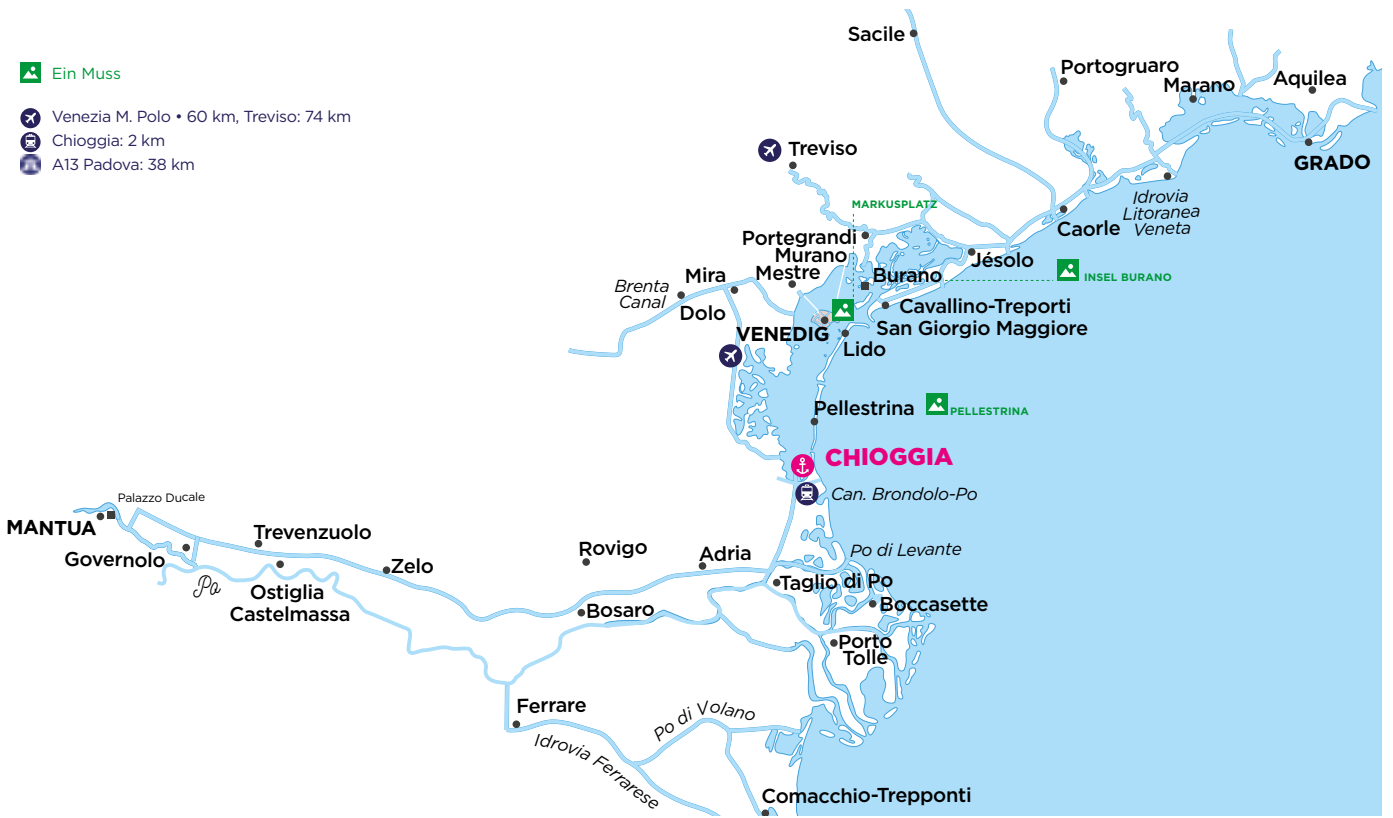 Ein Muss
Venezia M. Polo • 60 km, Treviso: 74 km
Chioggia: 2 km
A13 Padova: 38 km
Sacile
Portogruaro
Marano
Aquilea
GRADO
Treviso
MARKUSPLATZ
Idrovia
Litoranea
Veneta
Caorle
Portegrandi
Murano
Mestre
Jésolo
Burano
INSEL BURANO
Mira
Brenta
Canal
Dolo
Cavallino-Treporti
San Giorgio Maggiore
VENEDIG
Lido
Pellestrina
PELLESTRINA
CHIOGGIA
Can. Brondolo-Po
Palazzo Ducale
MANTUA
Governolo
Trevenzuolo
Zelo
Rovigo
Adria
Po di Levante
Po
Ostiglia
Castelmassa
Bosaro
Taglio di Po
Boccasette
Porto
Tolle
Ferrare
Po di Volano
Idrovia Ferrarese
Comacchio-Trepponti